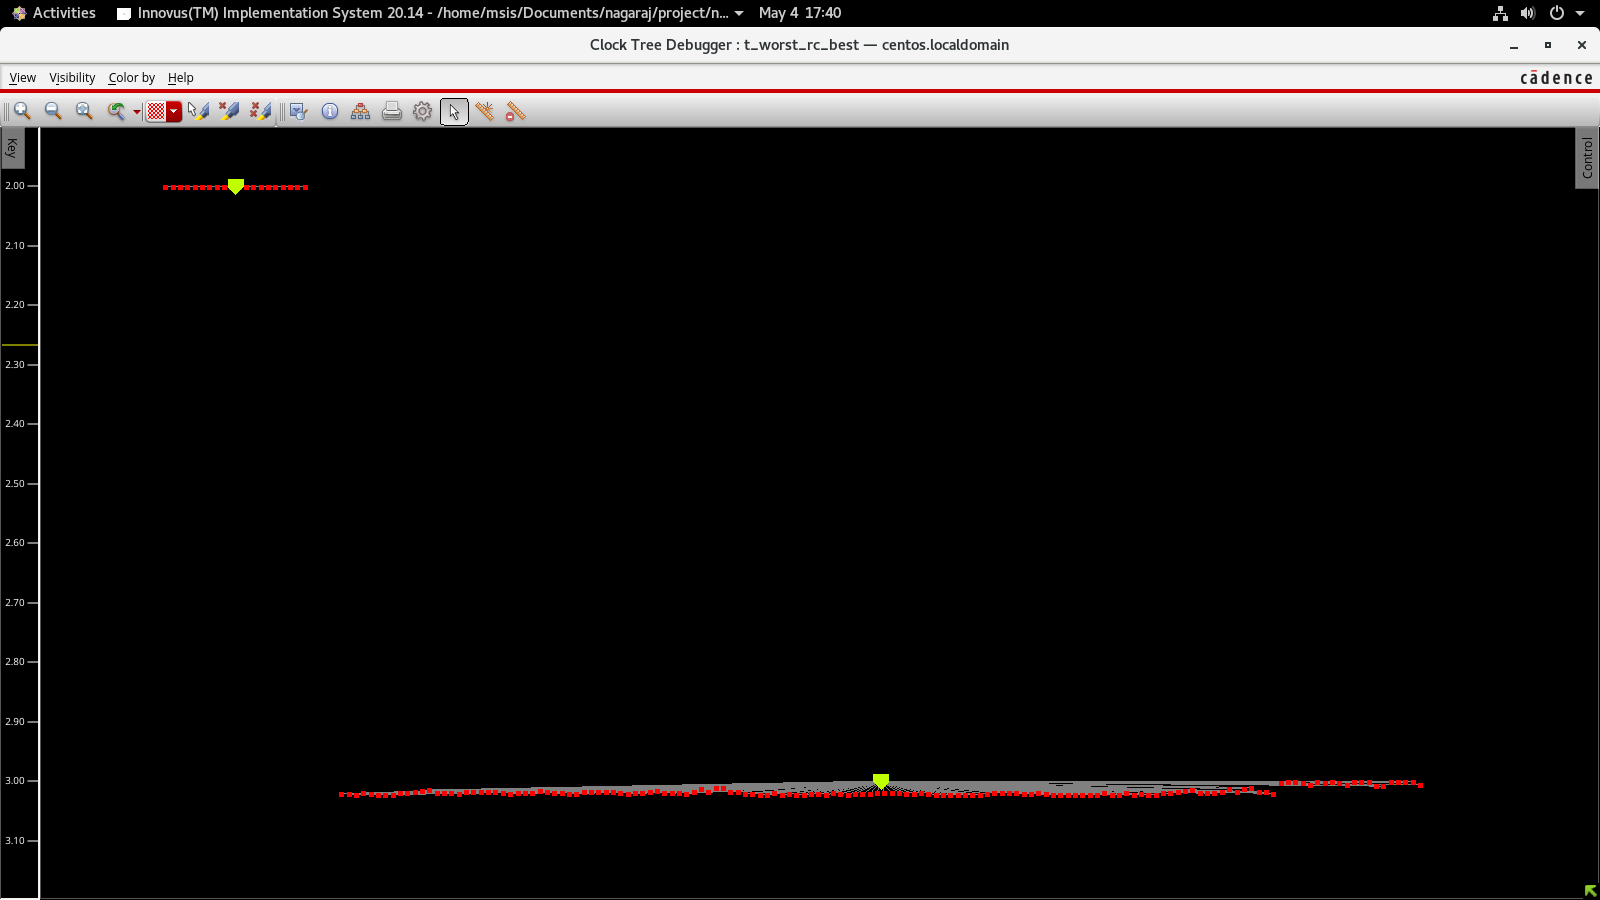 Activities
Innovus(TM) Implementation System 20.14 - /home/msis/Documents/nagaraj/project/n...
May 4 17:40
Clock Tree Debugger : t_worst_rc_best — centos.localdomain
View Visibility Color by Help
cādence
Key
Control
2.00
2.10
2.20
2.30
2.40
2.50
2.60
2.70
2.80
2.90
3.00
3.10